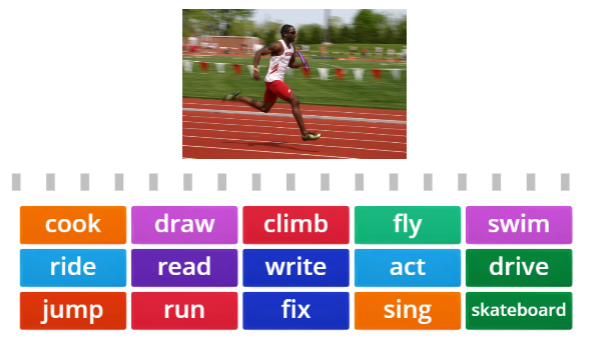 cook draw climb fly swim
ride read write act drive
jump run fix sing skateboard